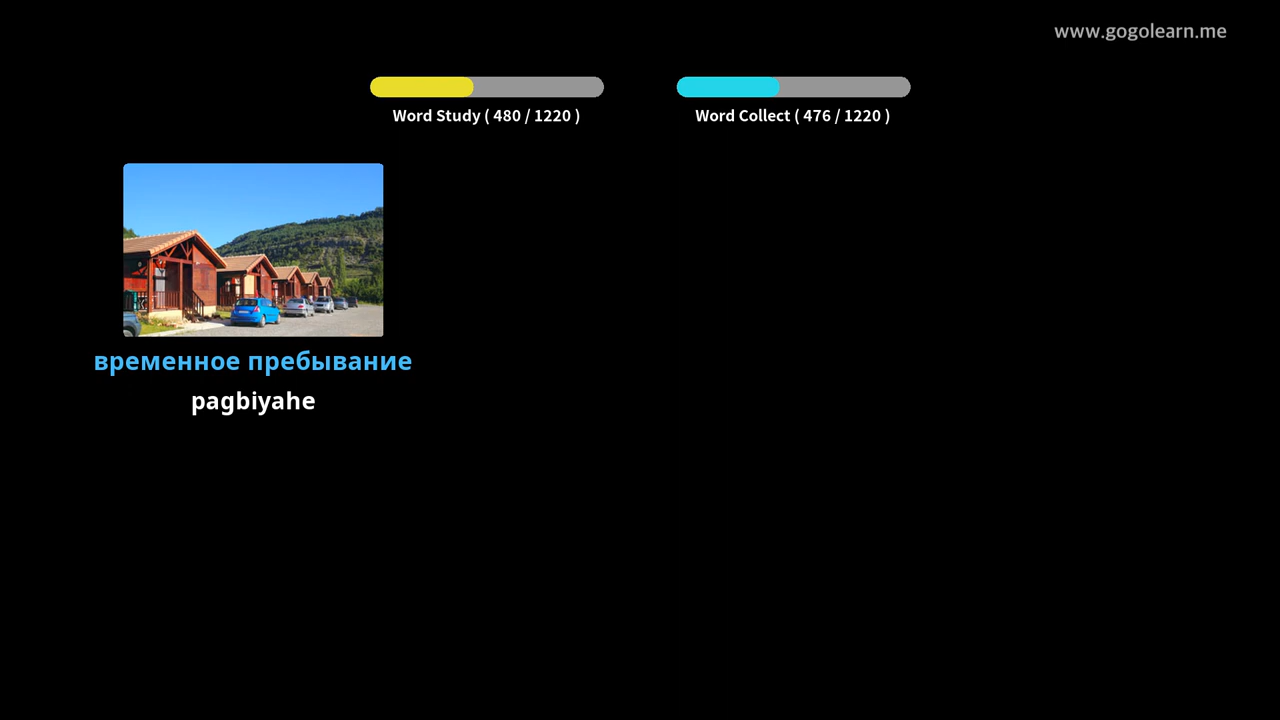 www.gogolearn.me
Word Study ( 480 / 1220 )
Word Collect ( 476 / 1220 )
временное пребывание
pagbiyahe